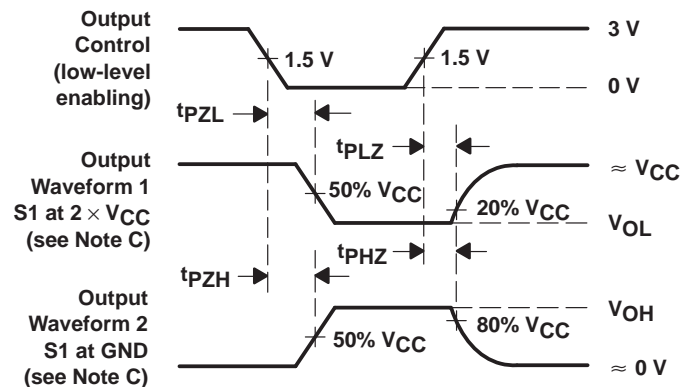 Output
Control
(low-level
enabling)
1.5 V
1.5 V
3 V
0 V
tPZL
tPLZ
Output
Waveform 1
S1 at 2 × VCC
(see Note C)
50% VCC
20% VCC
≈ VCC
VOL
tPZH
tPHZ
Output
Waveform 2
S1 at GND
(see Note C)
50% VCC
80% VCC
VOH
≈ 0 V